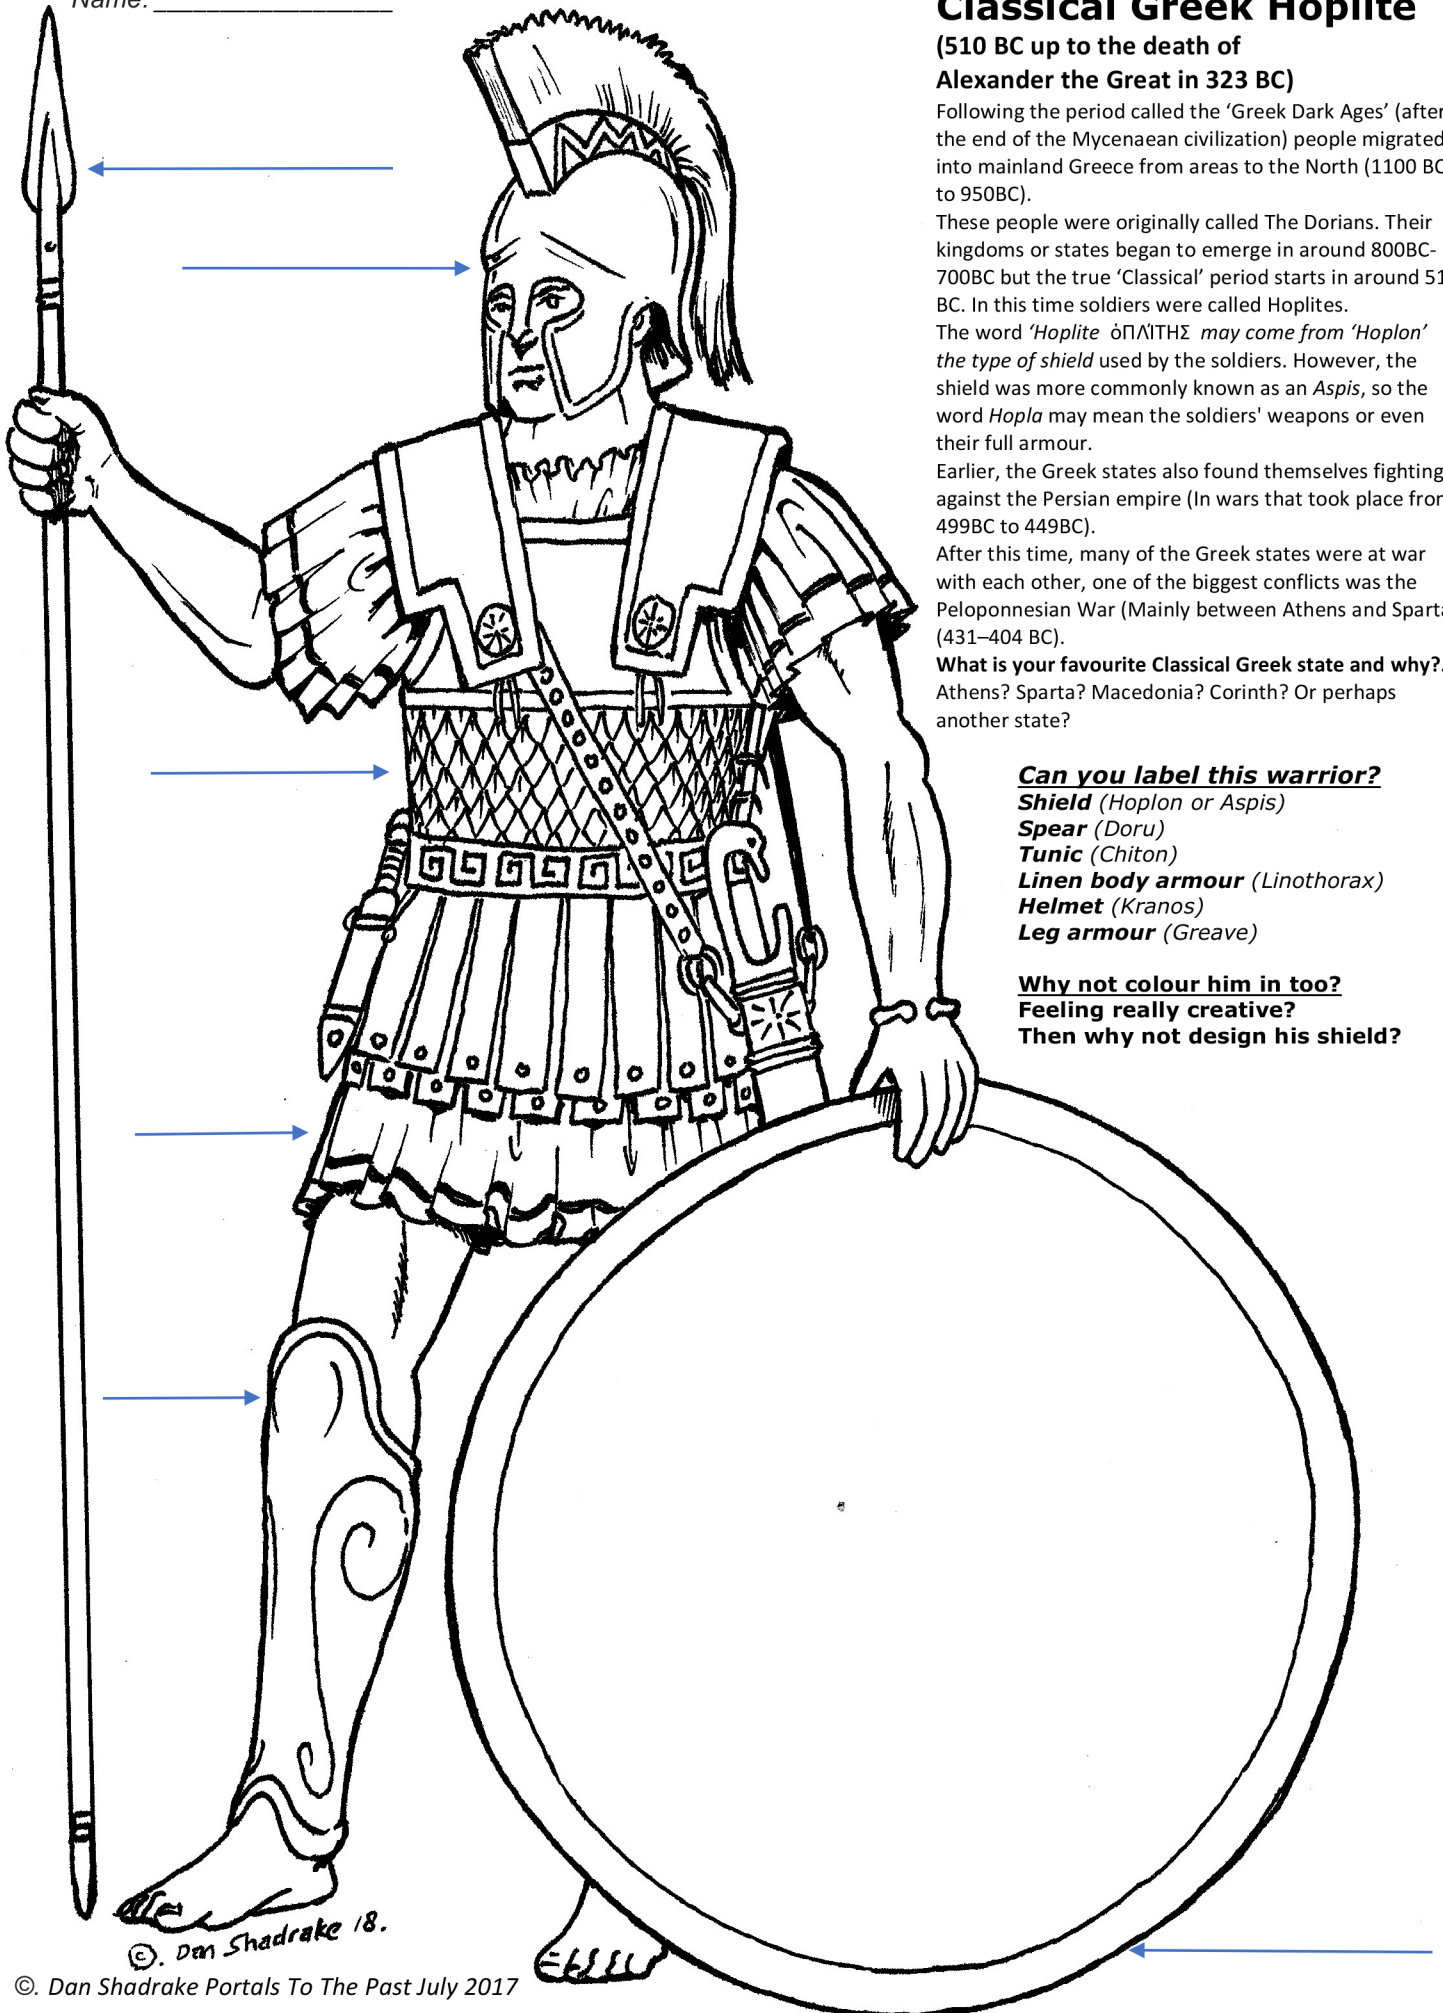 Name: __________________
Classical Greek Hoplite
(510 BC up to the death of
Alexander the Great in 323 BC)
Following the period called the ‘Greek Dark Ages’ (after
the end of the Mycenaean civilization) people migrated
into mainland Greece from areas to the North (1100 BC
to 950BC).
These people were originally called The Dorians. Their
kingdoms or states began to emerge in around 800BC-
700BC but the true ‘Classical’ period starts in around 51
BC. In this time soldiers were called Hoplites.
The word ‘Hoplite ὁΠΛΊΤΗΣ may come from ‘Hoplon’
the type of shield used by the soldiers. However, the
shield was more commonly known as an Aspis, so the
word Hopla may mean the soldiers' weapons or even
their full armour.
Earlier, the Greek states also found themselves fighting
against the Persian empire (In wars that took place from
499BC to 449BC).
After this time, many of the Greek states were at war
with each other, one of the biggest conflicts was the
Peloponnesian War (Mainly between Athens and Sparta
(431–404 BC).
What is your favourite Classical Greek state and why?.
Athens? Sparta? Macedonia? Corinth? Or perhaps
another state?
Can you label this warrior?
Shield (Hoplon or Aspis)
Spear (Doru)
Tunic (Chiton)
Linen body armour (Linothorax)
Helmet (Kranos)
Leg armour (Greave)
Why not colour him in too?
Feeling really creative?
Then why not design his shield?
©. Dan Shadrake 18.
©. Dan Shadrake Portals To The Past July 2017